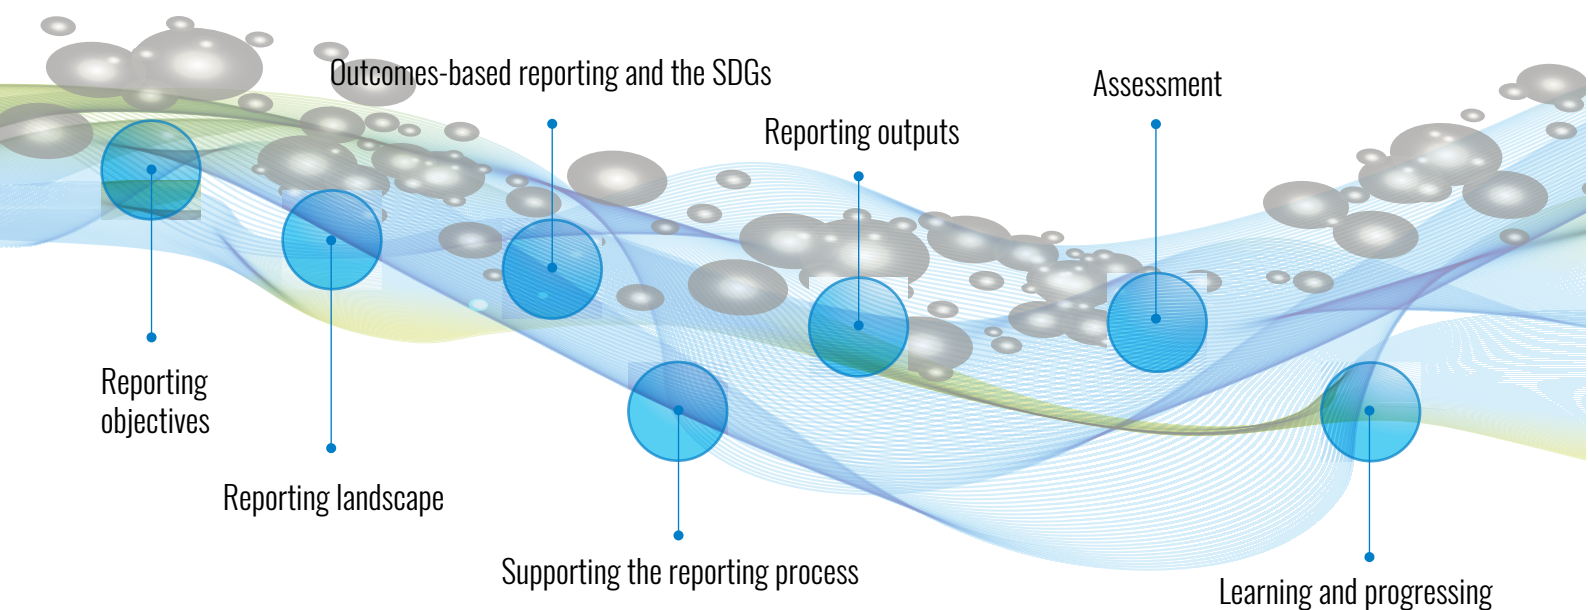 Outcomes-based reporting and the SDGs
Assessment
Reporting outputs
Reporting
objectives
Reporting landscape
Supporting the reporting process
Learning and progressing